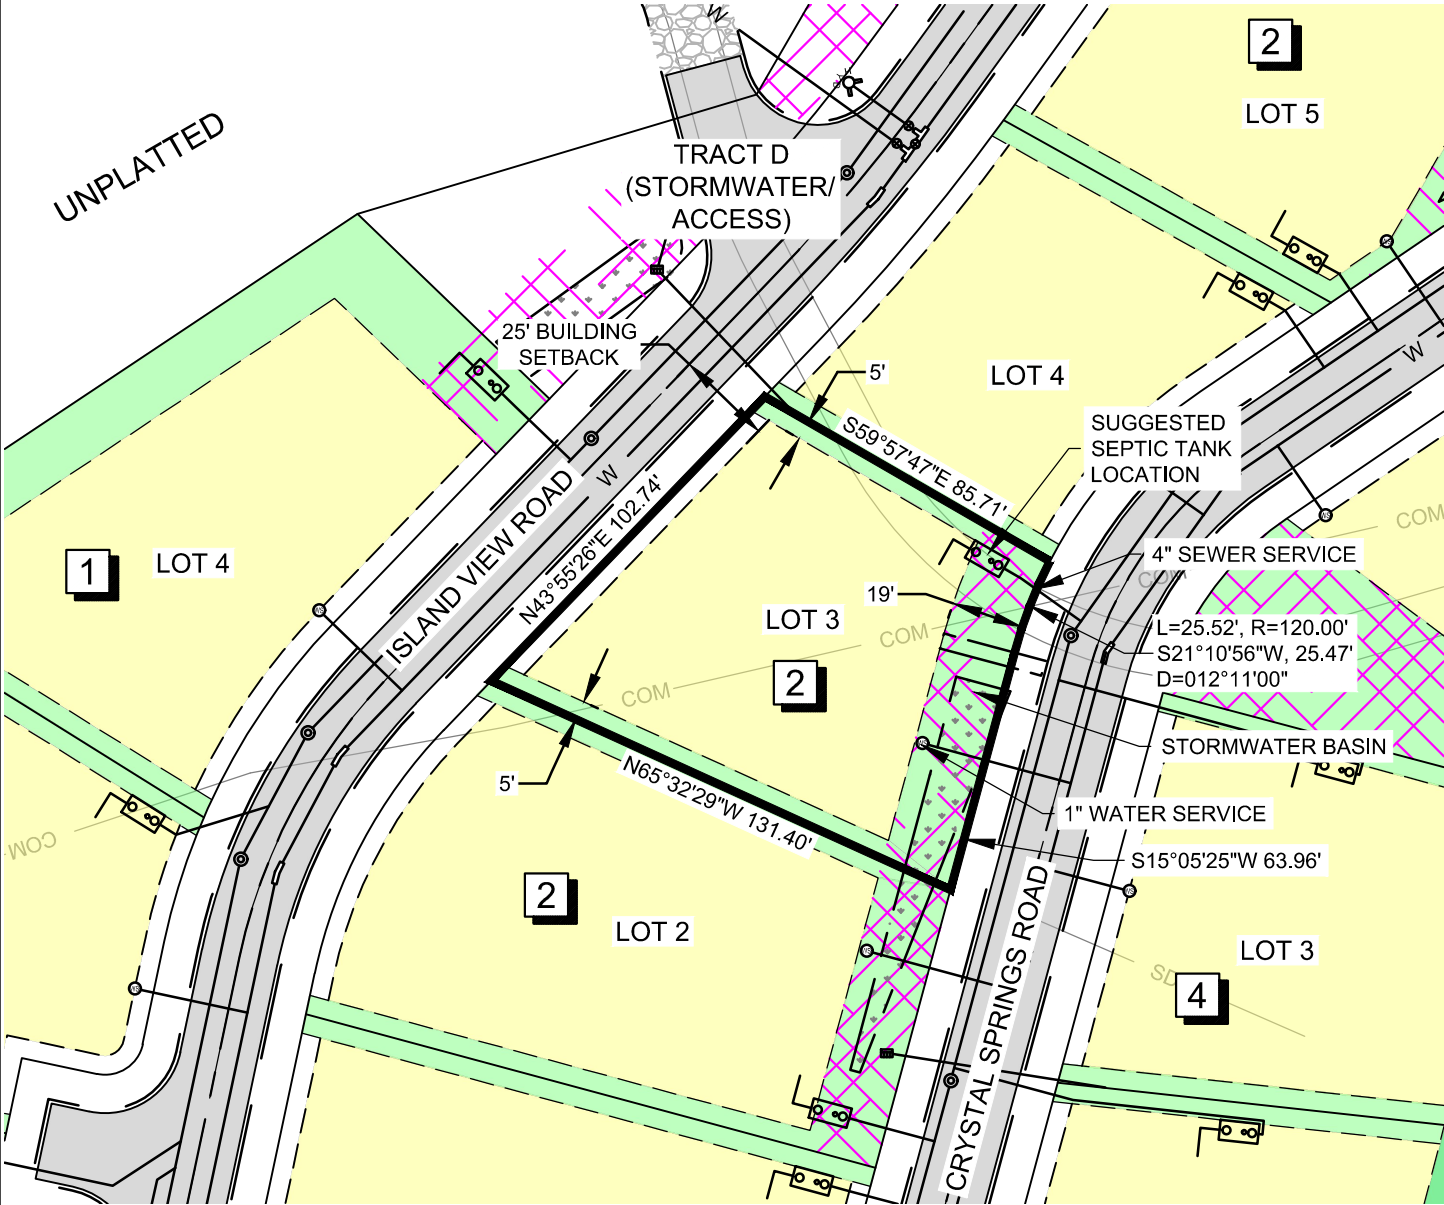 W
2
LOT 5
UNPLATTED
TRACT D
(STORMWATER/
ACCESS)
25' BUILDING
SETBACK
5'
LOT 4
W
S59°57'47"E 85.71'
SUGGESTED
SEPTIC TANK
LOCATION
W
ISLAND VIEW ROAD
N43°55'26"E 102.74'
COM
1
LOT 4
4" SEWER SERVICE
COM
19'
LOT 3
COM
L=25.52', R=120.00'
S21°10'56"W, 25.47'
D=012°11'00"
2
COM
STORMWATER BASIN
5'
N65°32'29"W 131.40'
1" WATER SERVICE
COM
S15°05'25"W 63.96'
2
LOT 2
CRYSTAL SPRINGS ROAD
LOT 3
SD
4